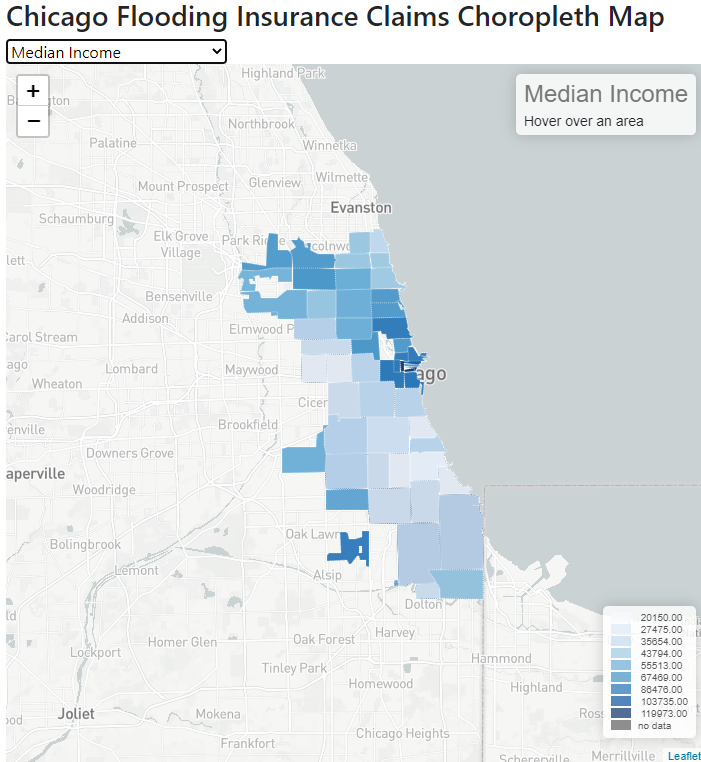 Chicago Flooding Insurance Claims Choropleth Map
Median Income
Highland Park
+
Median Income
Hover over an area
−
Northbrook
Palatine
Winnetka
Glenview
Wilmette
Mount Prospect
Evanston
Schaumburg
Elk Grove
Village
Park
Bensenville
Addison
Elmwood P
Carol Stream
Lombard
Maywood
Wheaton
Cicer
Brookfield
Downers Grove
aperville
Woodridge
Oak Lawn
Bolingbrook
Lemont
Alsip
Dolton
Harvey
Homer Glen
Oak Forest
Lockport
Hammond
Tinley Park
Homewood
Highland
Joliet
Mokena
Frankfort
Chicago Heights
Schererville
Merrillville
20150.00
27475.00
35654.00
43794.00
55513.00
67469.00
86476.00
103735.00
119973.00
no data
Leaflet